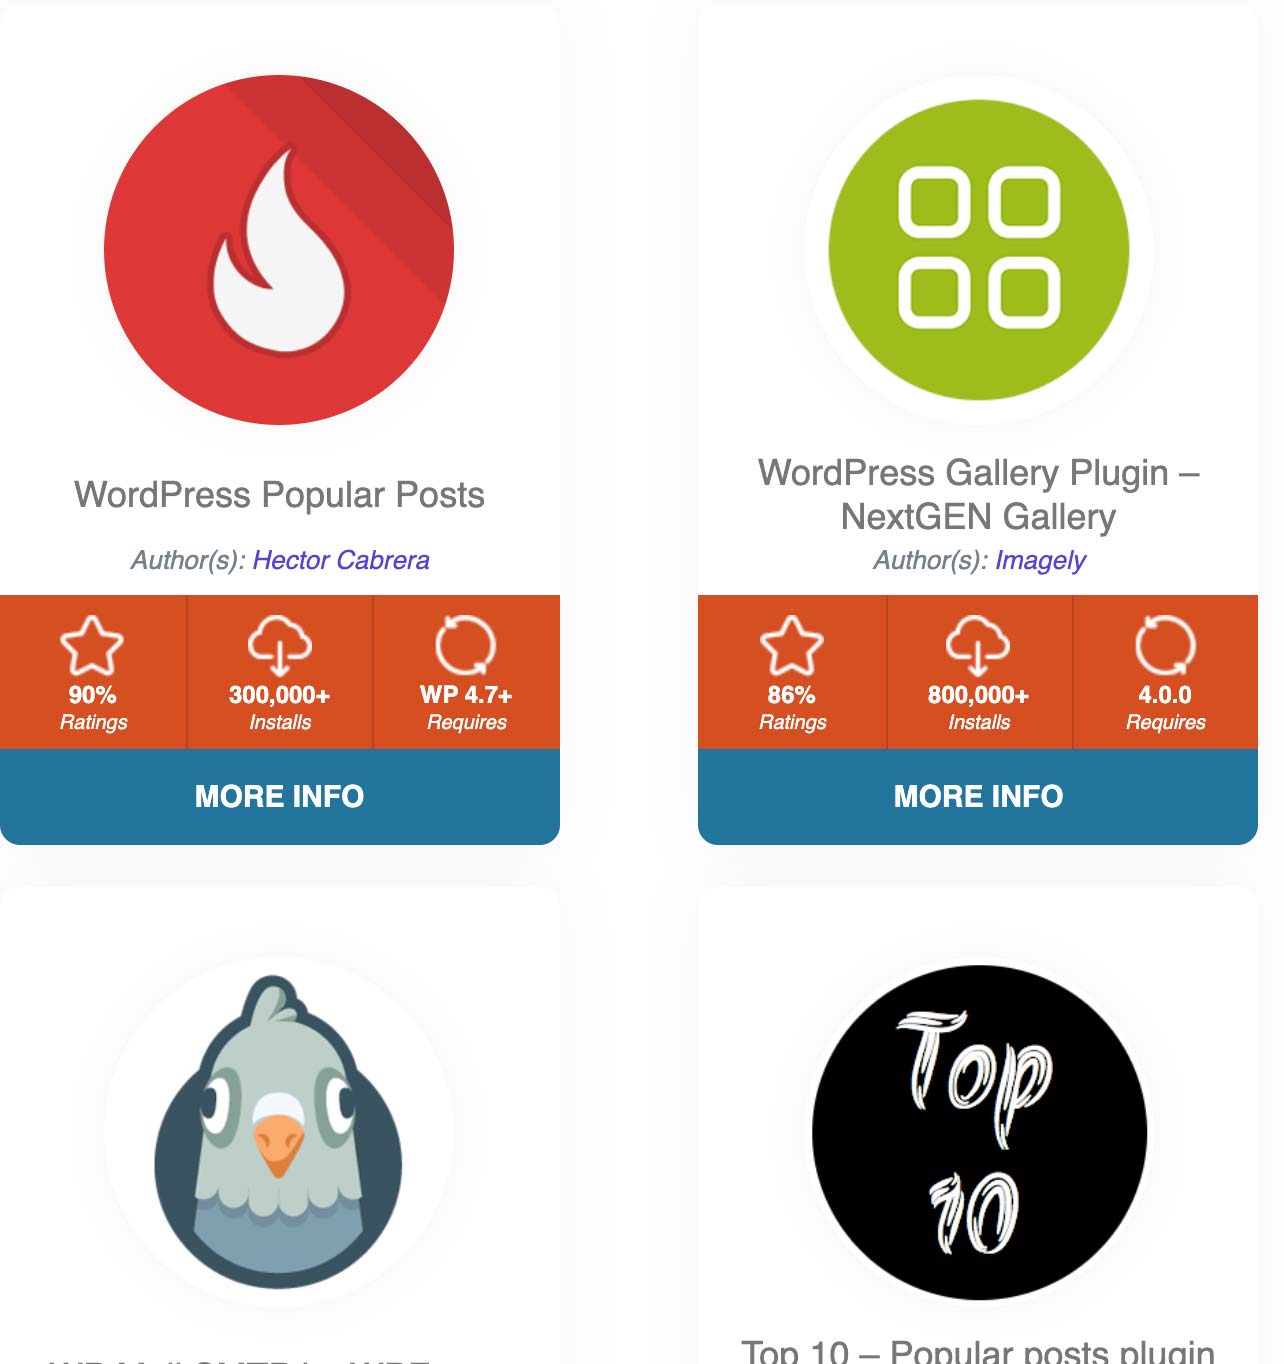 WordPress Popular Posts
Author(s): Hector Cabrera
90%
Ratings
300,000+
Installs
WP 4.7+
Requires
MORE INFO
WordPress Gallery Plugin –
NextGEN Gallery
Author(s): Imagely
86%
Ratings
800,000+
Installs
4.0.0
Requires
MORE INFO
Top
10
Top 10 – Popular posts plugin